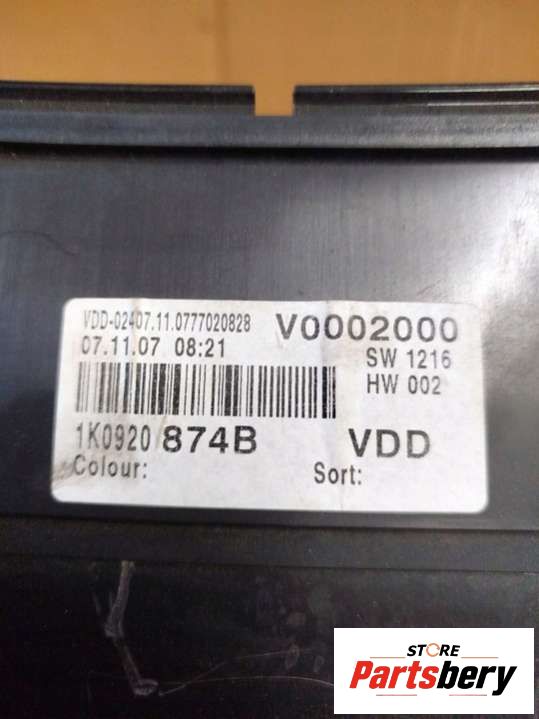 VDD-02407.11.0777020828 V0002000
07.11.07 08:21 SW 1216
HW 002
1K0920 874B VDD
Colour: Sort:
STORE
Partsbery